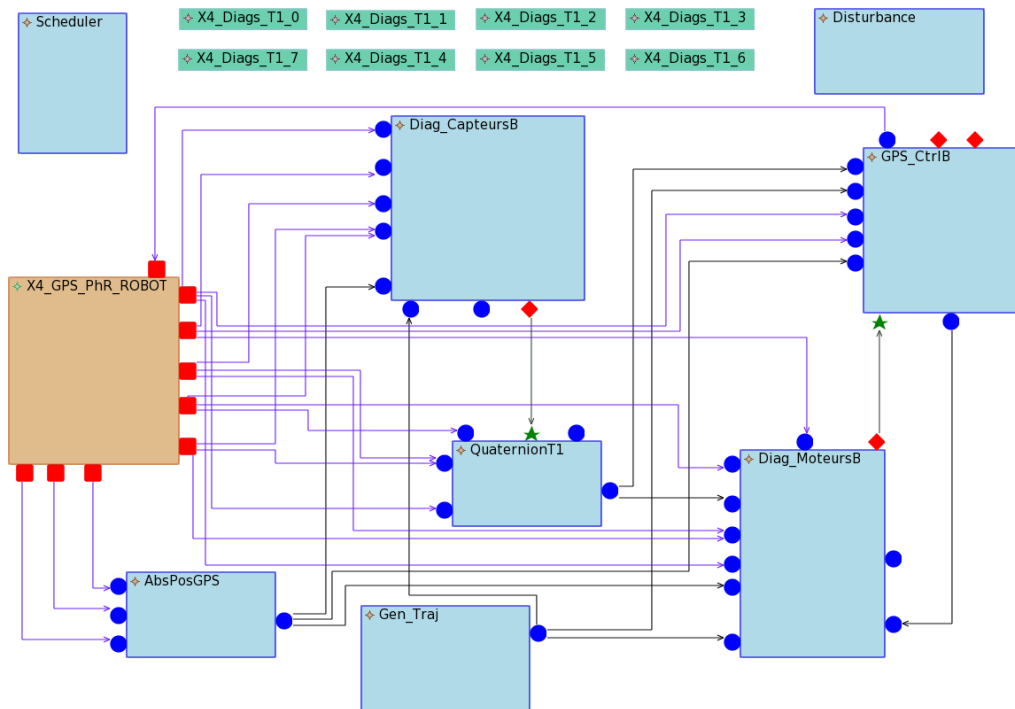 Scheduler
X4_Diags_T1_0
X4_Diags_T1_1
X4_Diags_T1_2
X4_Diags_T1_3
Disturbance
X4_Diags_T1_7
X4_Diags_T1_4
X4_Diags_T1_5
X4_Diags_T1_6
Diag_CapteursB
GPS_CtrlB
X4_GPS_PhR_ROBOT
QuaternionT1
Diag_MoteursB
AbsPosGPS
Gen_Traj